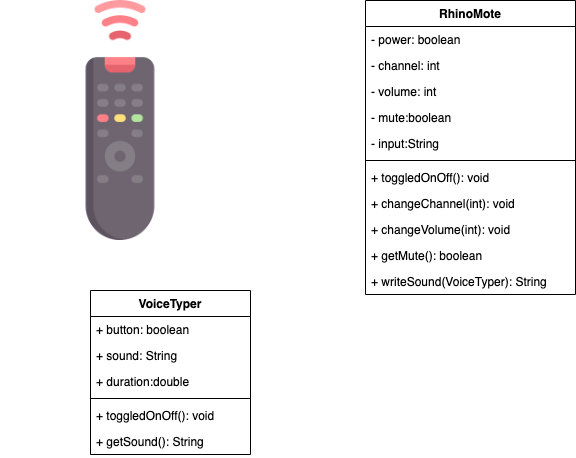 RhinoMote
- power: boolean
- channel: int
- volume: int
- mute:boolean
- input:String
+ toggledOnOff(): void
+ changeChannel(int): void
+ changeVolume(int): void
+ getMute(): boolean
+ writeSound(VoiceTyper): String
VoiceTyper
+ button: boolean
+ sound: String
+ duration:double
+ toggledOnOff(): void
+ getSound(): String